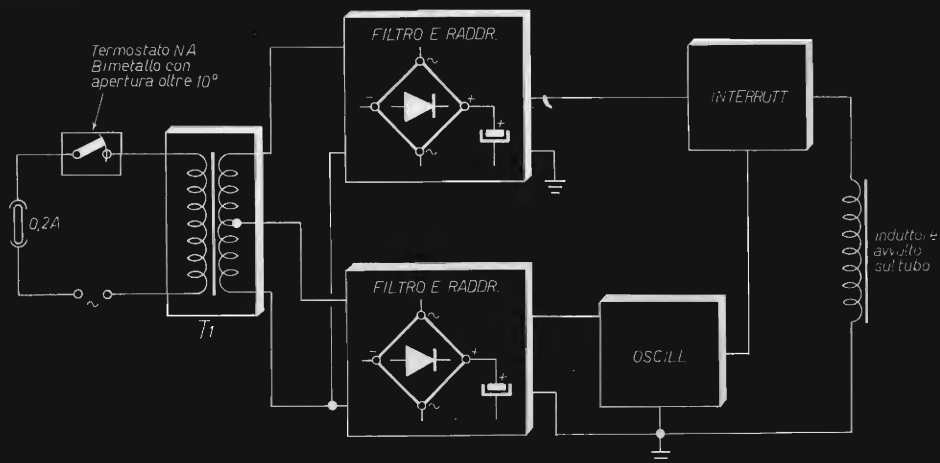 Termostato NA
Bimetallo con
apertura oltre 10°
0,2A
~
T1
FILTRO E RADDR.
~
-
+
+
~
FILTRO E RADDR.
~
-
+
+
~
INTERRUTT
OSCILL
induttore
avvolto
sul tubo